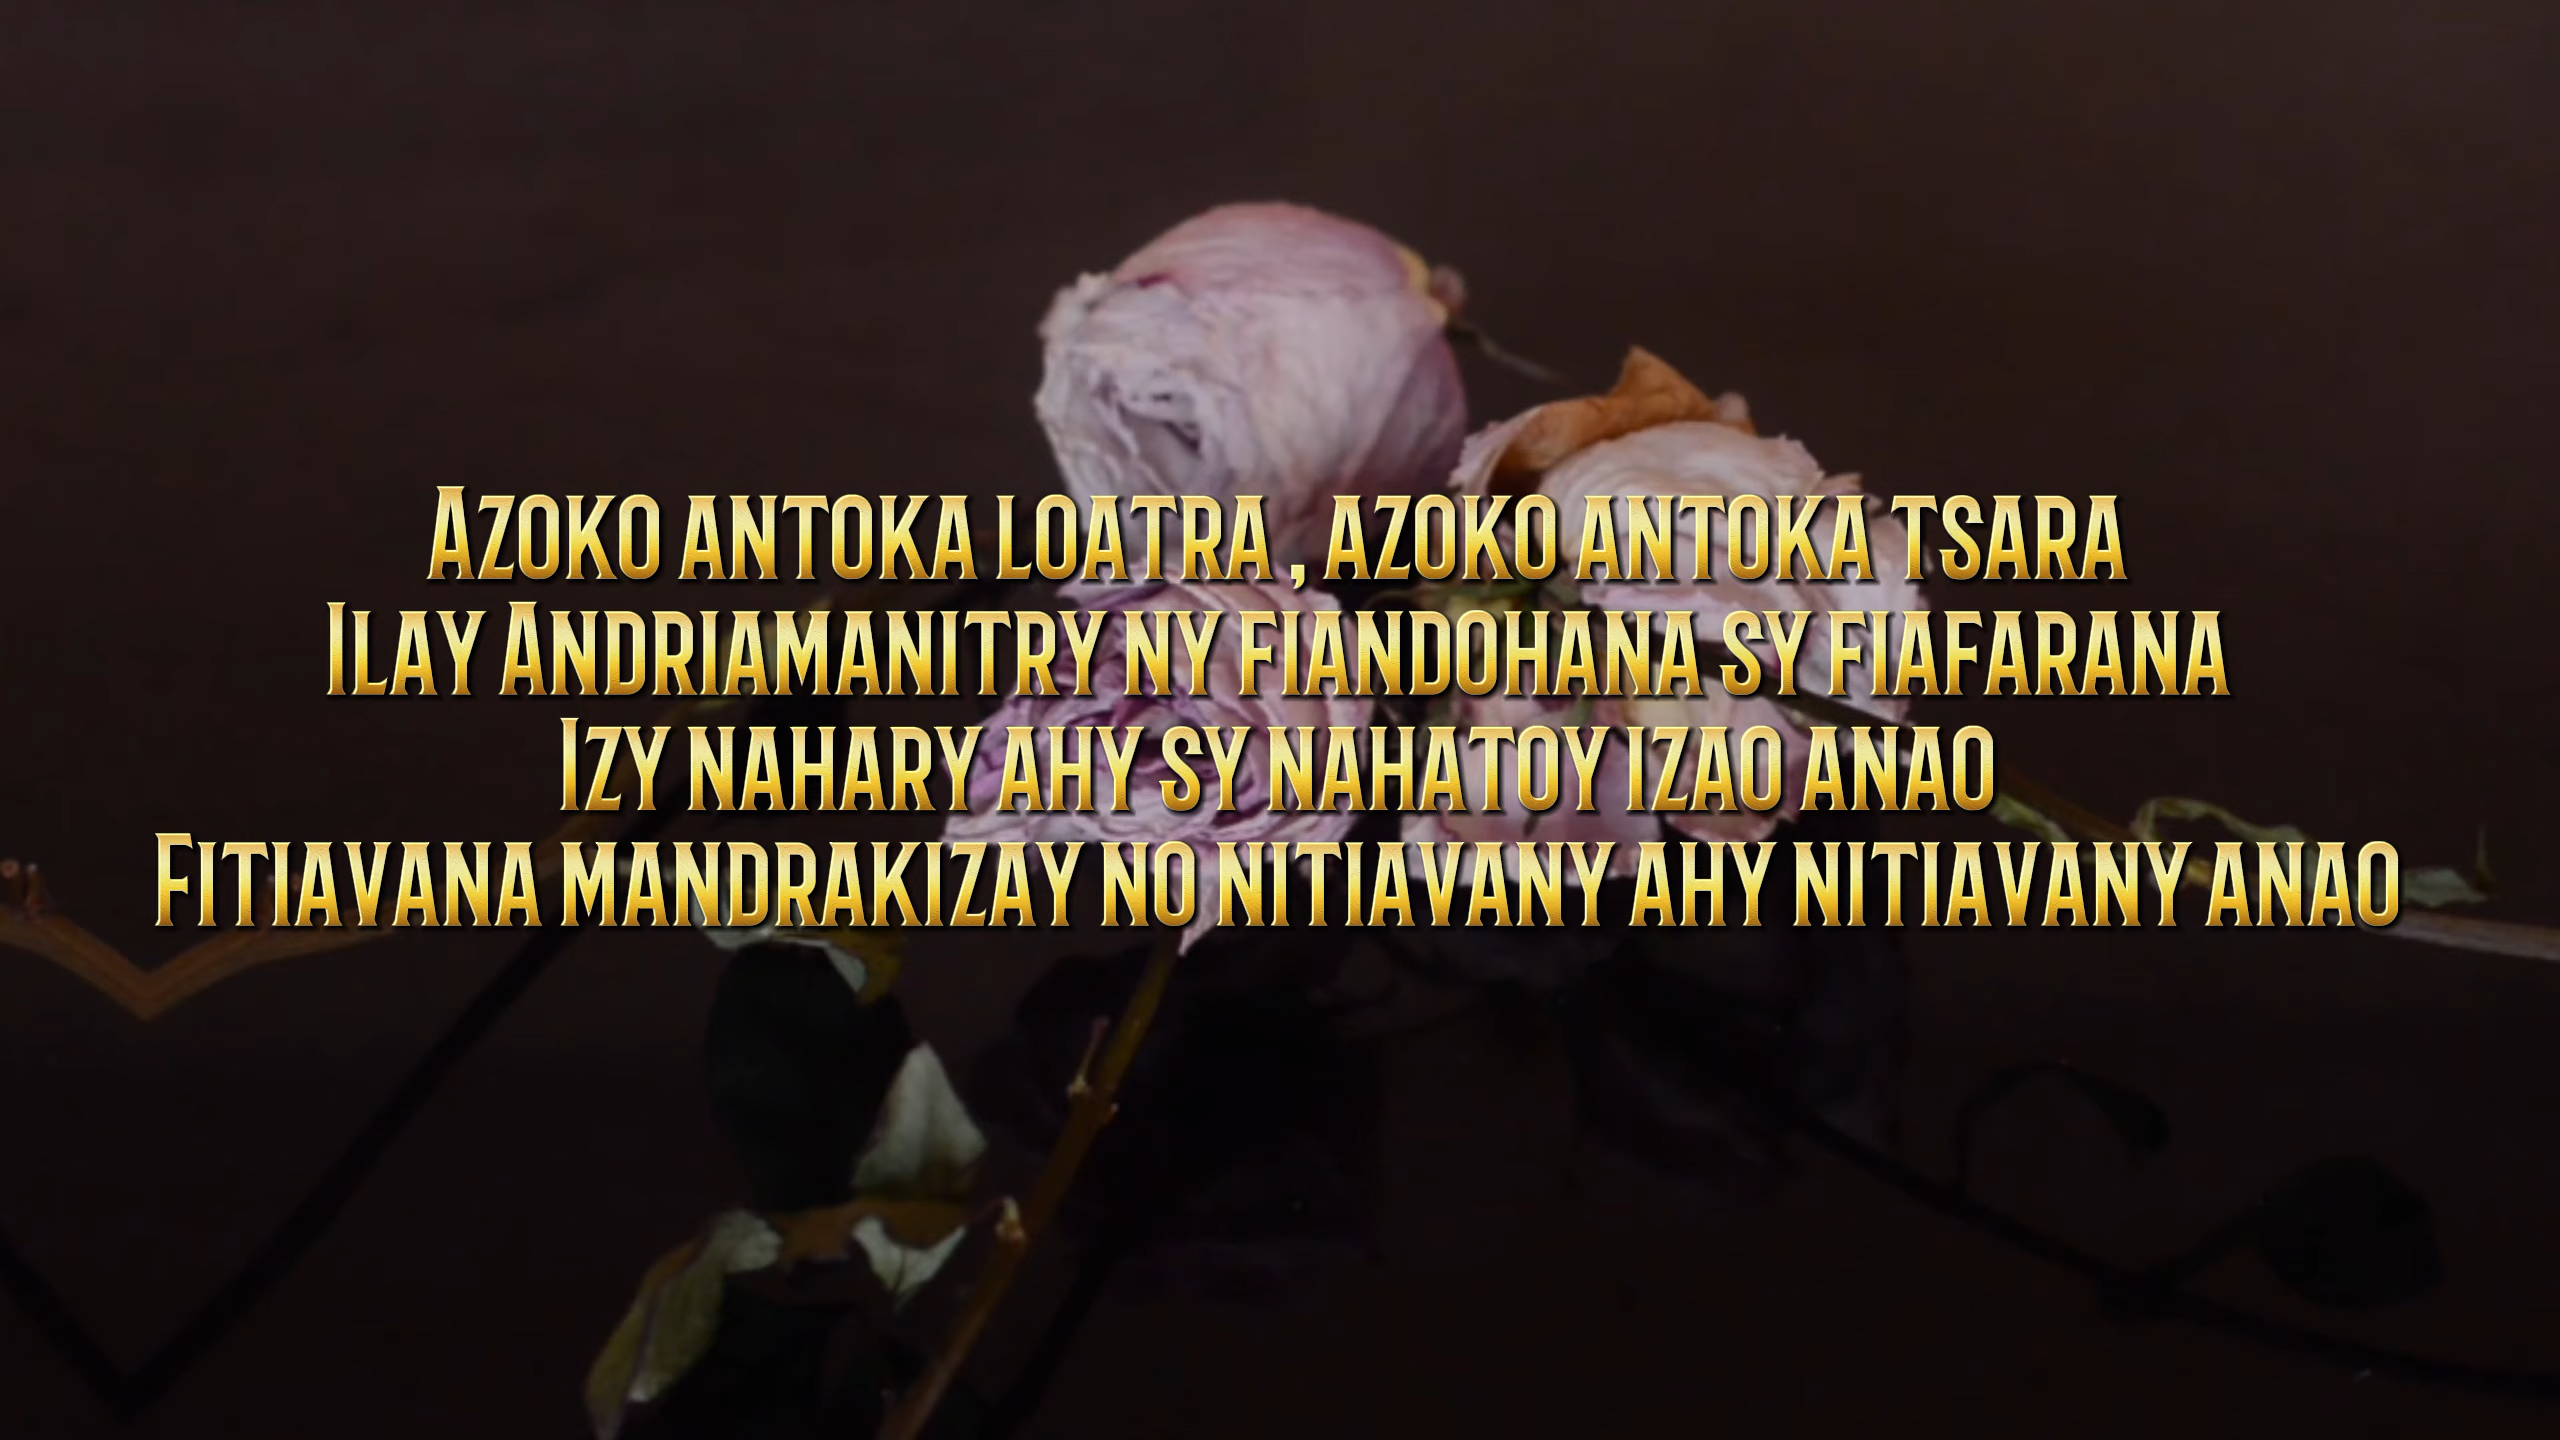 Azoko antoka loatra , azoko antoka tsara
Ilay Andriamanitry ny fiandohana sy fiafarana
Izy nahary ahy sy nahatoy izao anao
Fitiavana mandrakizay no nitiavany ahy nitiavany anao